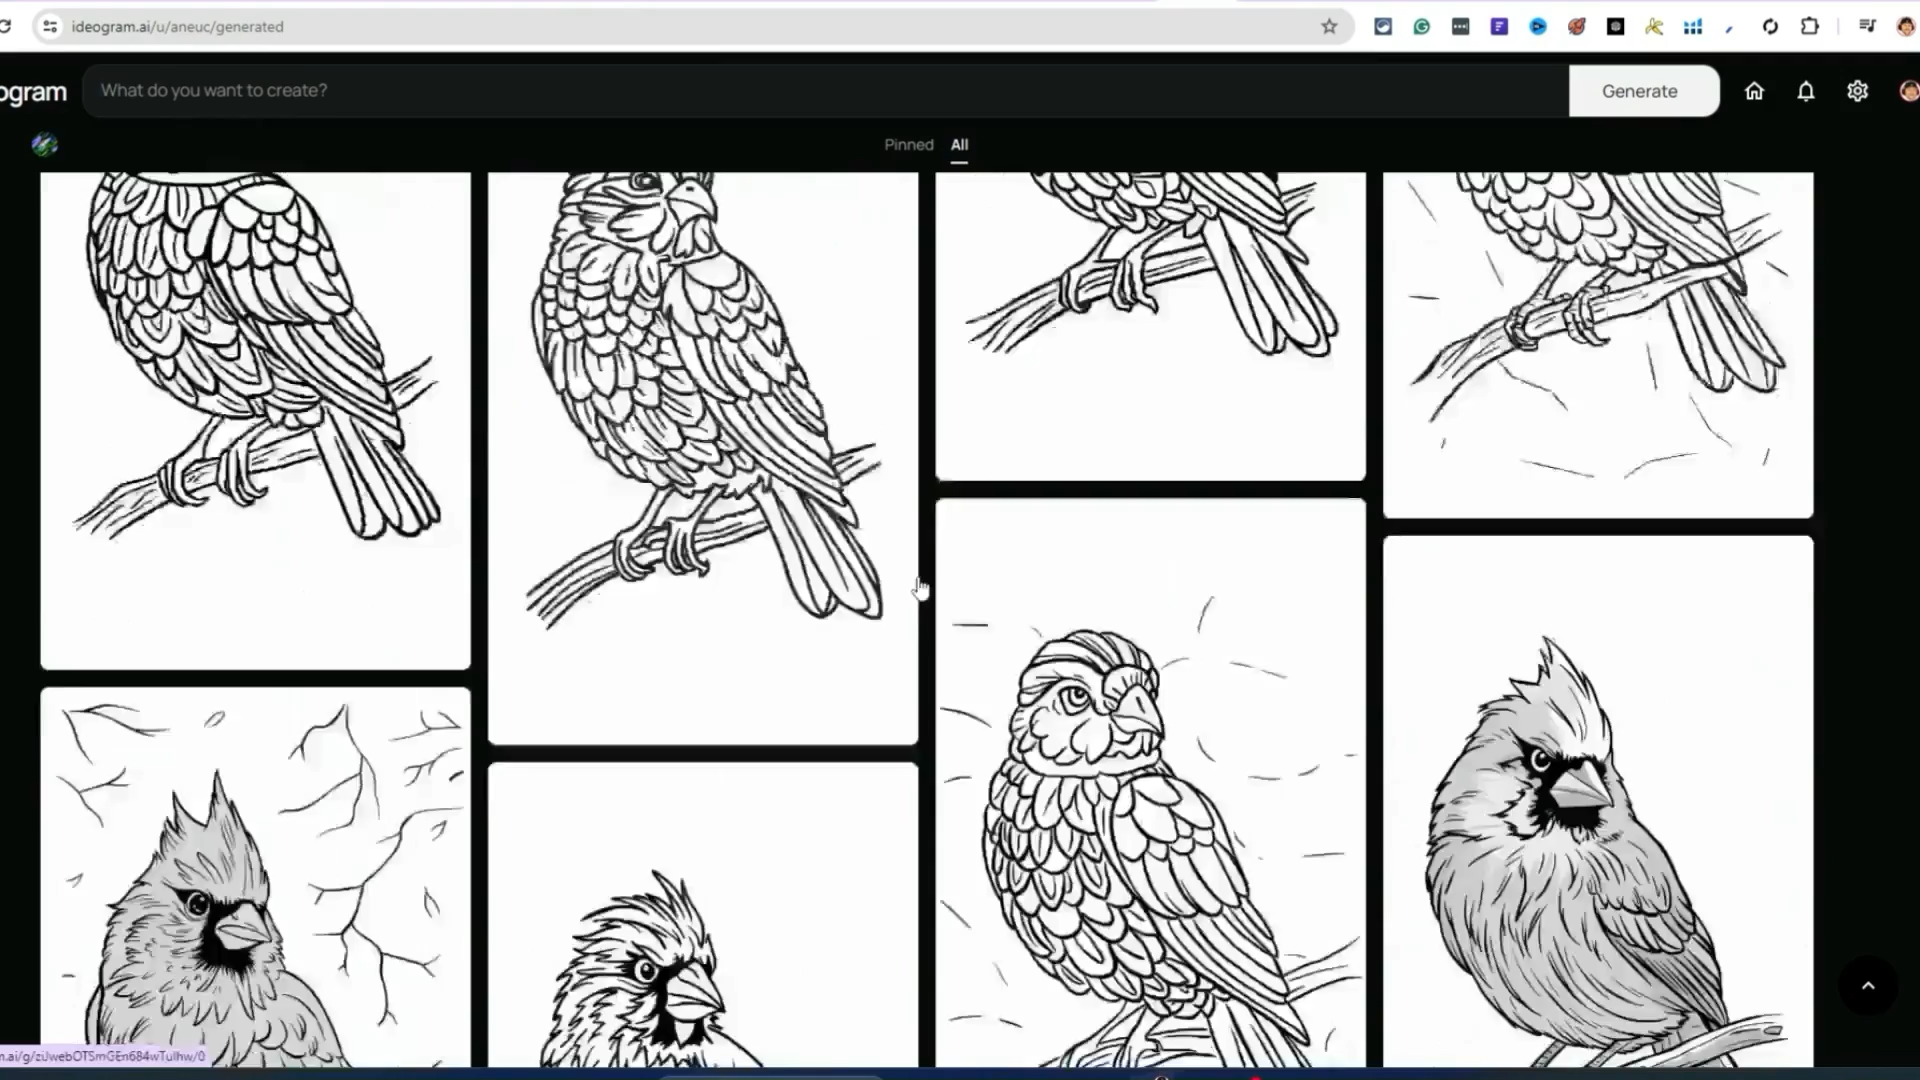 ideogram.ai/u/aneuc/generated
ogram
What do you want to create?
Generate
Pinned
All